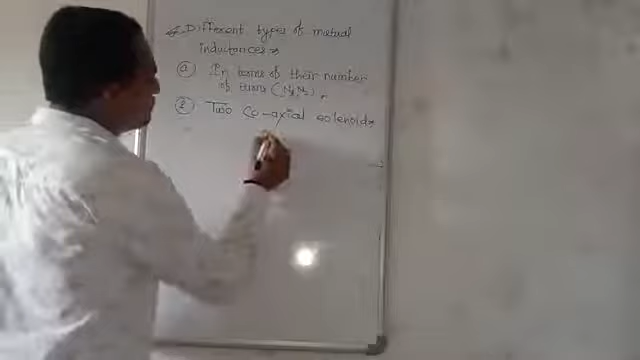 Different types of mutual
inductances
(a) In terms of their number
of turns (N₁N₂).
(2) Two Co-axial solenoids